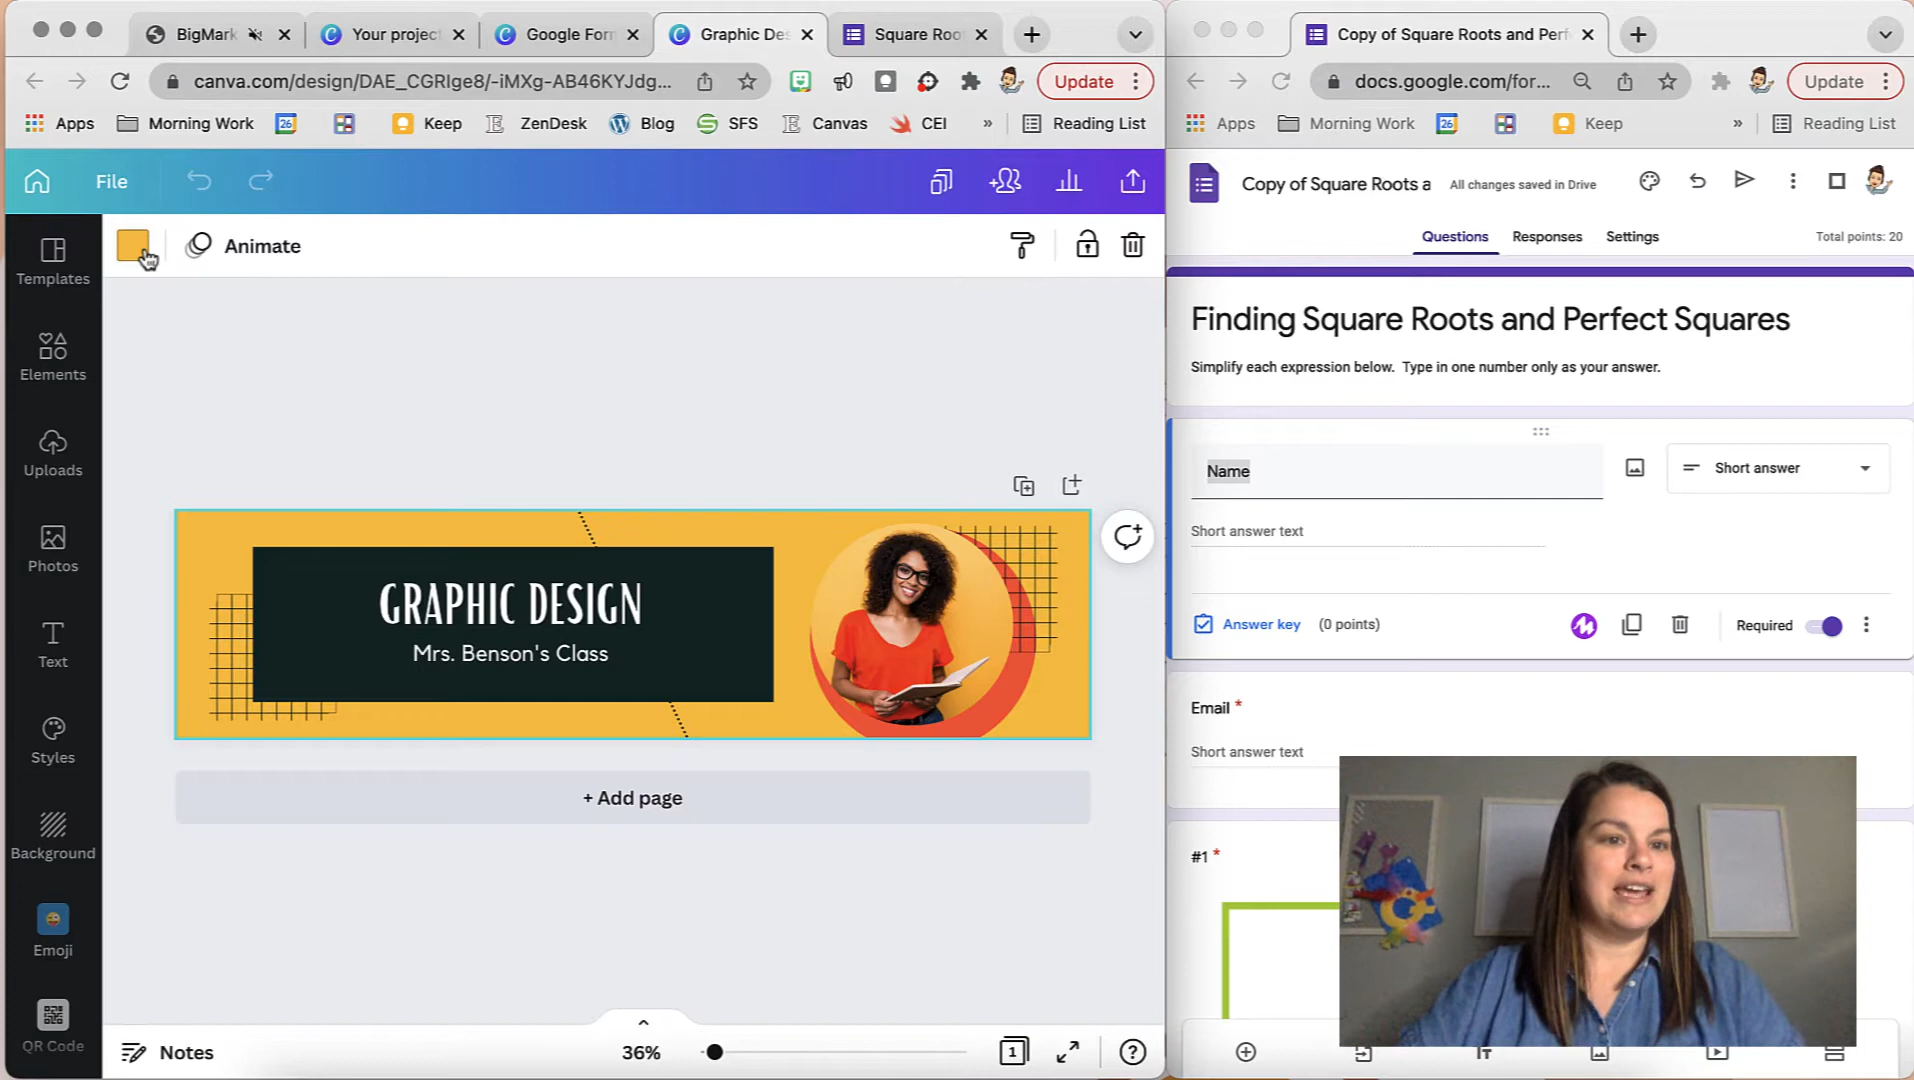 BigMark
Your projec
Google For
Graphic Des
Square Roo
canva.com/design/DAE_CGRIge8/-iMXg-AB46KYJdg...
Update
Apps
Morning Work
26
Keep
ZenDesk
Blog
SFS
Canvas
CEI
»
Reading List
File
Animate
Templates
Elements
Uploads
Photos
Text
Styles
Background
Emoji
QR Code
GRAPHIC DESIGN
Mrs. Benson's Class
+ Add page
Notes
36%
1
Copy of Square Roots and Perf
docs.google.com/for...
Update
Apps
Morning Work
26
Keep
»
Reading List
Copy of Square Roots a
All changes saved in Drive
Questions
Responses
Settings
Total points: 20
Finding Square Roots and Perfect Squares
Simplify each expression below. Type in one number only as your answer.
Name
Short answer
Short answer text
Answer key
(0 points)
Required
Email *
Short answer text
#1 *